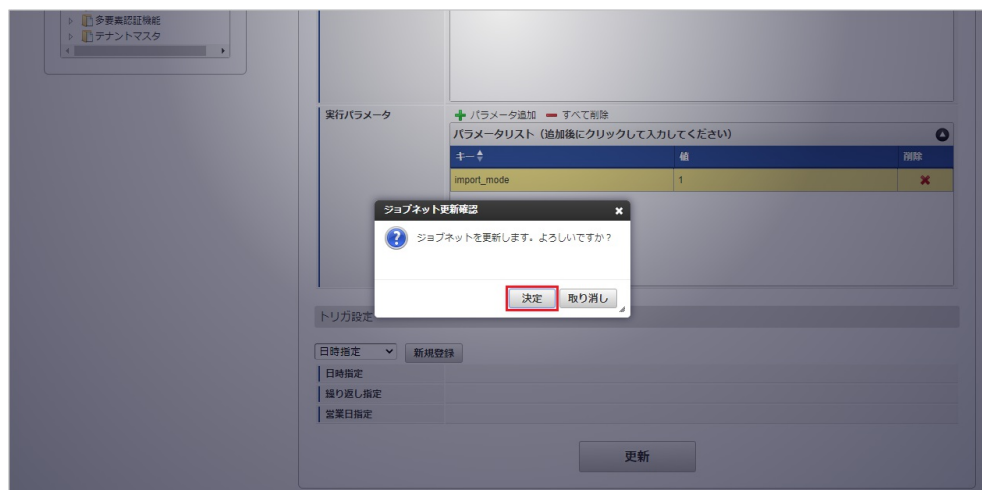 多要素認証機能
テナントマスタ
実行パラメータ
パラメータ追加 すべて削除
パラメータリスト（追加後にクリックして入力してください）
キー 値 削除
import_mode 1
ジョブネット更新確認
ジョブネットを更新します。よろしいですか？
決定 取り消し
トリガ設定
日時指定 新規登録
日時指定
繰り返し指定
営業日指定
更新